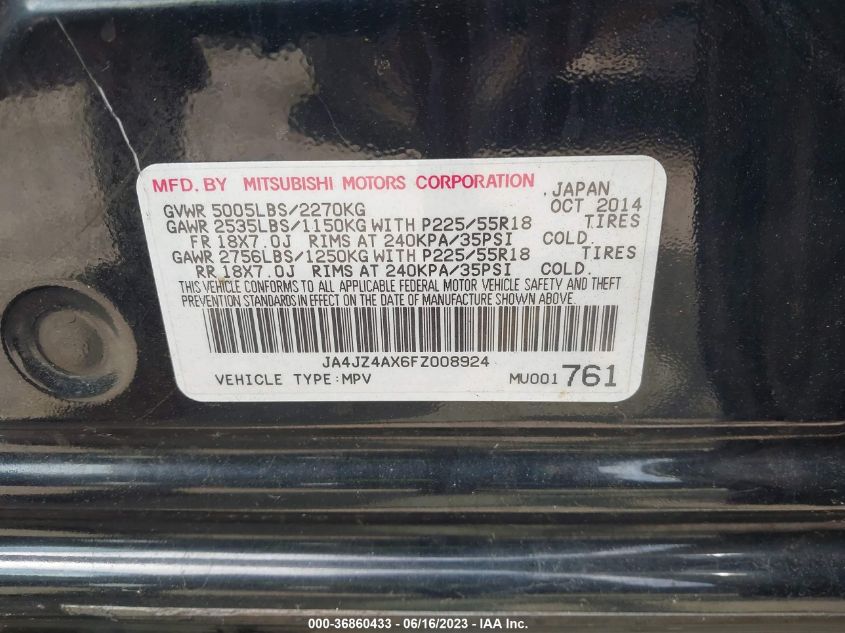 MFD. BY MITSUBISHI MOTORS CORPORATION JAPAN
GVWR 5005LBS/2270KG OCT 2014
GAWR 2535LBS/1150KG WITH P225/55R18 TIRES
FR 18X7.0J RIMS AT 240KPA/35PSI COLD.
GAWR 2756LBS/1250KG WITH P225/55R18 TIRES
RR 18X7.0J RIMS AT 240KPA/35PSI COLD.
THIS VEHICLE CONFORMS TO ALL APPLICABLE FEDERAL MOTOR VEHICLE SAFETY AND THEFT
PREVENTION STANDARDS IN EFFECT ON THE DATE OF MANUFACTURE SHOWN ABOVE.
JA4JZ4AX6FZ008924
VEHICLE TYPE:MPV MU001761
000-36860433 - 06/16/2023 - IAA Inc.